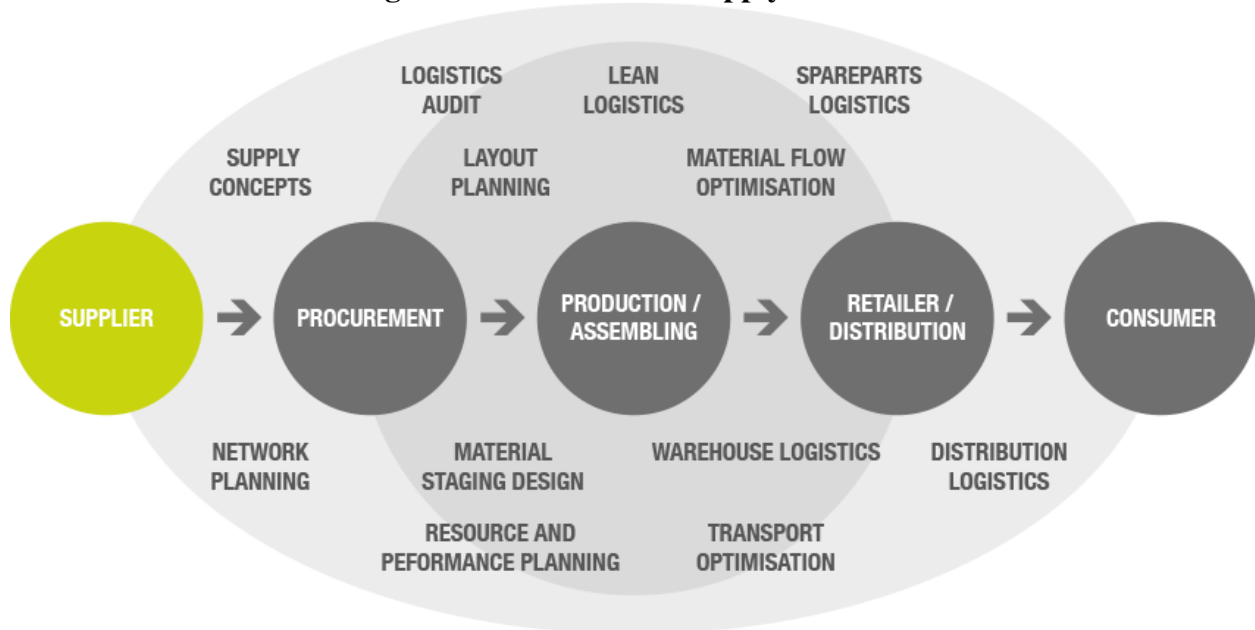 LOGISTICS
AUDIT
LEAN
LOGISTICS
SPAREPARTS
LOGISTICS
SUPPLY
CONCEPTS
LAYOUT
PLANNING
MATERIAL FLOW
OPTIMISATION
SUPPLIER
PROCUREMENT
PRODUCTION /
ASSEMBLING
RETAILER /
DISTRIBUTION
CONSUMER
NETWORK
PLANNING
MATERIAL
STAGING DESIGN
WAREHOUSE LOGISTICS
DISTRIBUTION
LOGISTICS
RESOURCE AND
PEFORMANCE PLANNING
TRANSPORT
OPTIMISATION